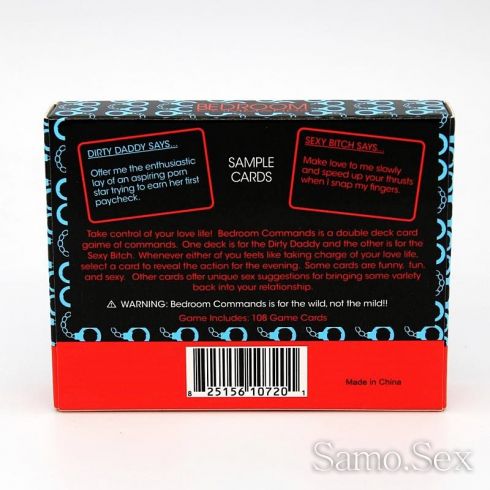 BEDROOM
DIRTY DADDY SAYS...
Offer me the enthusiastic
lay of an aspiring porn
star trying to earn her first
paycheck.
SAMPLE
CARDS
SEXY BITCH SAYS...
Make love to me slowly
and speed up your thrusts
when i snap my fingers.
Take control of your love life! Bedroom Commands is a double deck card
game of commands. One deck is for the Dirty Daddy and the other is for the
Sexy Bitch. Whenever either of you feels like taking charge of your love life,
select a card to reveal the action for the evening. Some cards are funny, fun,
and sexy. Other cards offer unique sex suggestions for bringing some variety
back into your relationship.
⚠ WARNING: Bedroom Commands is for the wild, not the mild!!
Game Includes: 108 Game Cards
8 25156 10720 1
Made in China
Samo.Sex